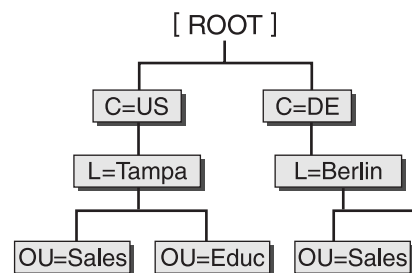 [ ROOT ]
C=US C=DE
L=Tampa L=Berlin
OU=Sales OU=Educ OU=Sales